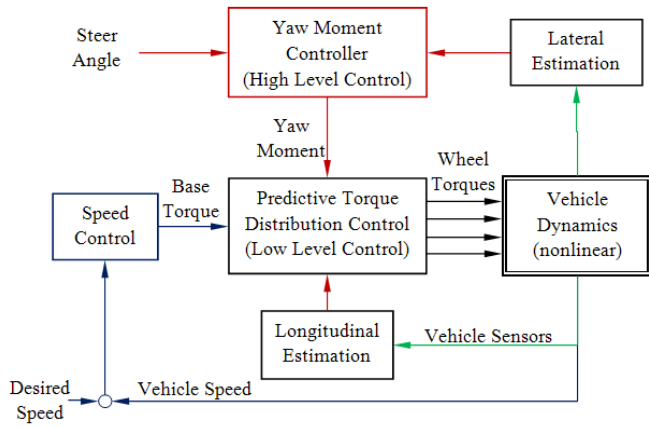 Steer
Angle
Yaw Moment
Controller
(High Level Control)
Lateral
Estimation
Yaw
Moment
Wheel
Torques
Base
Torque
Speed
Control
Predictive Torque
Distribution Control
(Low Level Control)
Vehicle
Dynamics
(nonlinear)
Longitudinal
Estimation
Vehicle Sensors
Desired
Speed
Vehicle Speed